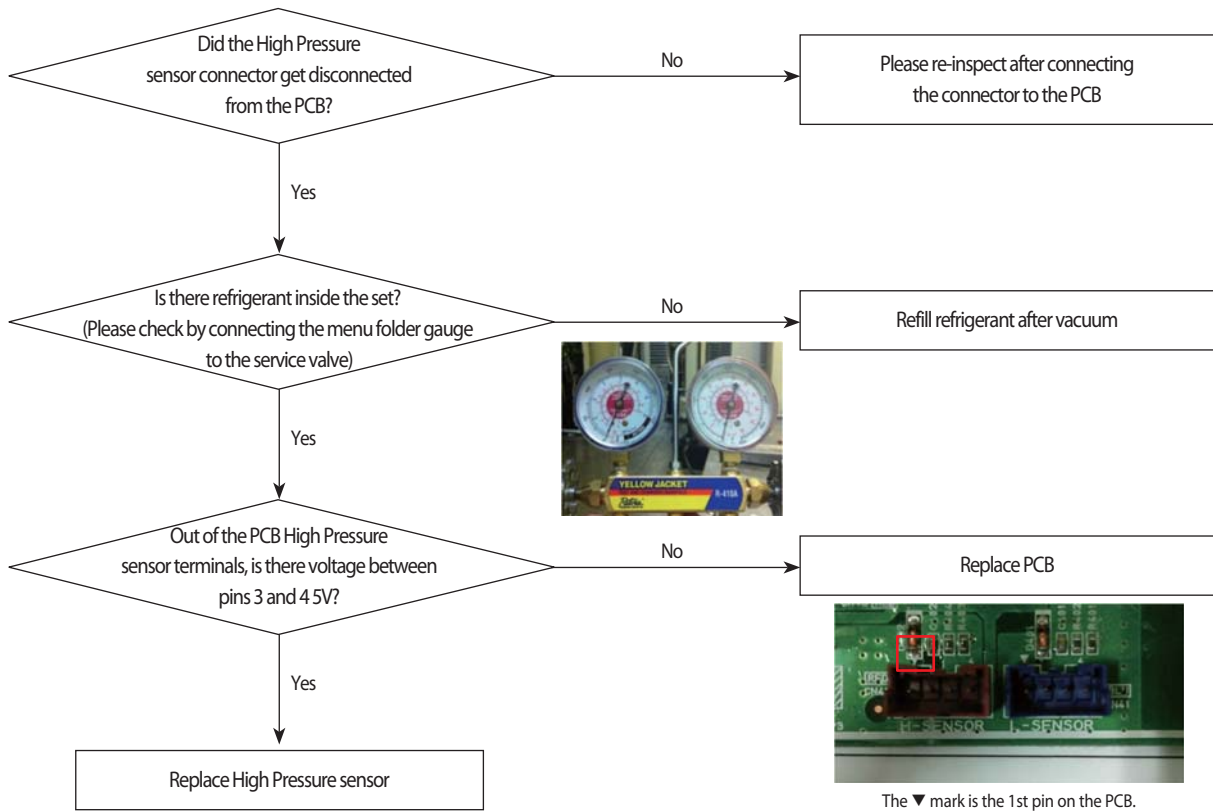 Did the High Pressure
sensor connector get disconnected
from the PCB?
No
Please re-inspect after connecting
the connector to the PCB
Yes
Is there refrigerant inside the set?
(Please check by connecting the menu folder gauge
to the service valve)
No
Refill refrigerant after vacuum
YELLOW JACKET
R-410A
Yes
Out of the PCB High Pressure
sensor terminals, is there voltage between
pins 3 and 4 5V?
No
Replace PCB
C101
R402
R401
H-SENSOR
L-SENSOR
Yes
Replace High Pressure sensor
The ▼ mark is the 1st pin on the PCB.